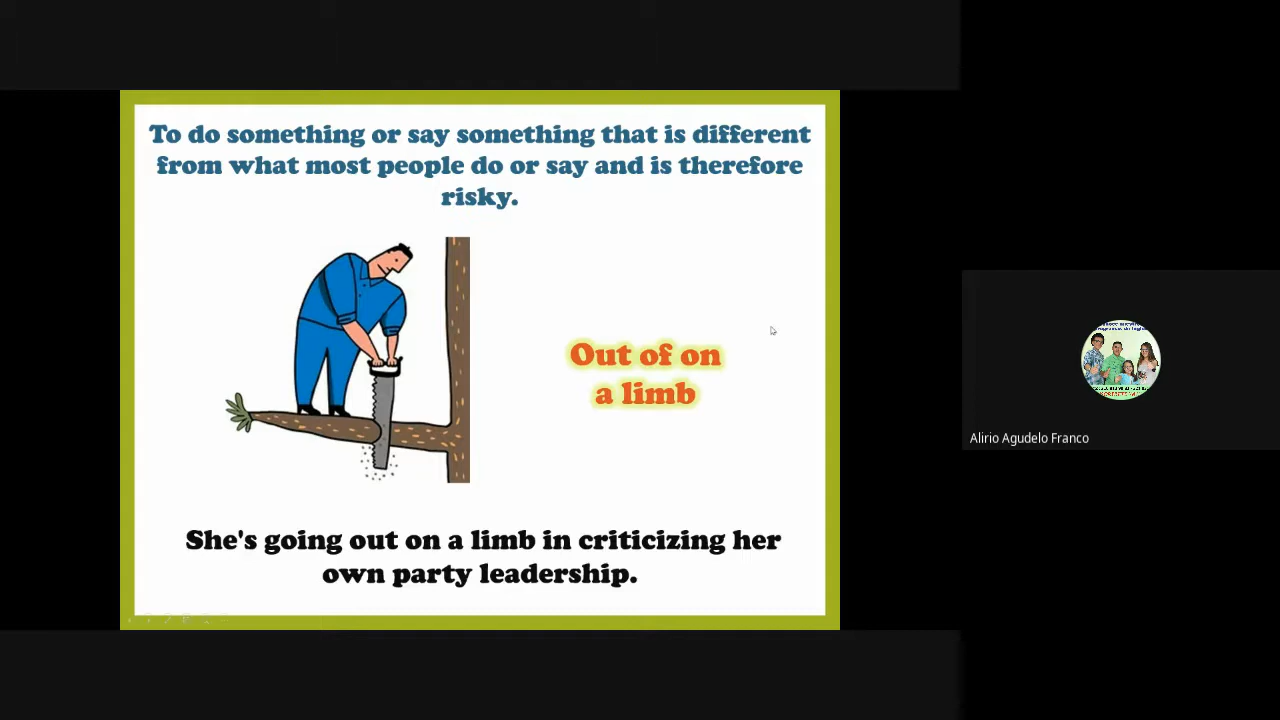 To do something or say something that is different
from what most people do or say and is therefore
risky.
Out of on
a limb
She's going out on a limb in criticizing her
own party leadership.
Alirio Agudelo Franco